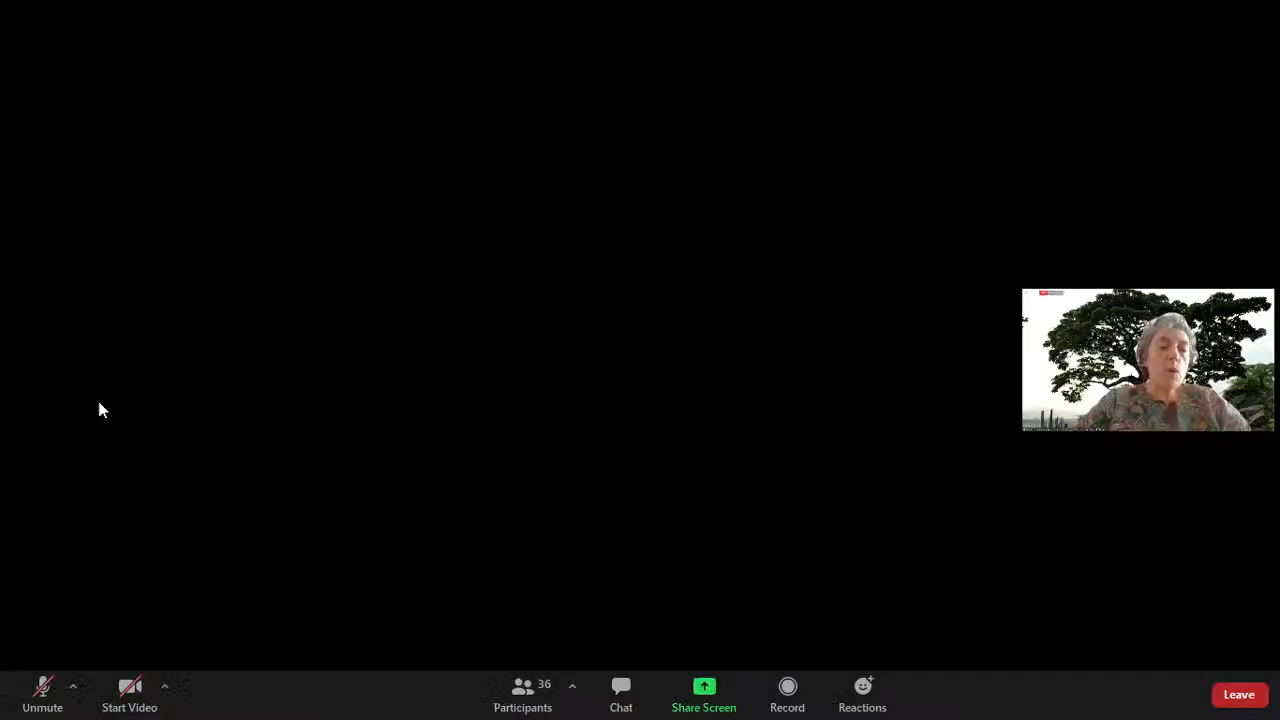 36
Unmute
Start Video
Participants
Chat
Share Screen
Record
Reactions
Leave